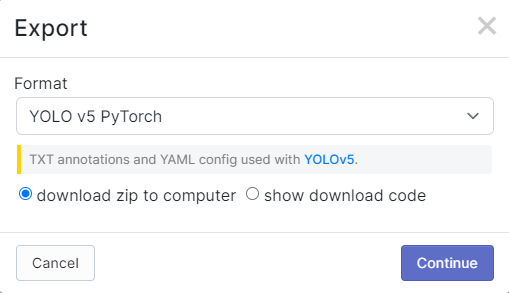 Export
Format
YOLO v5 PyTorch
TXT annotations and YAML config used with YOLOv5.
download zip to computer show download code
Cancel Continue